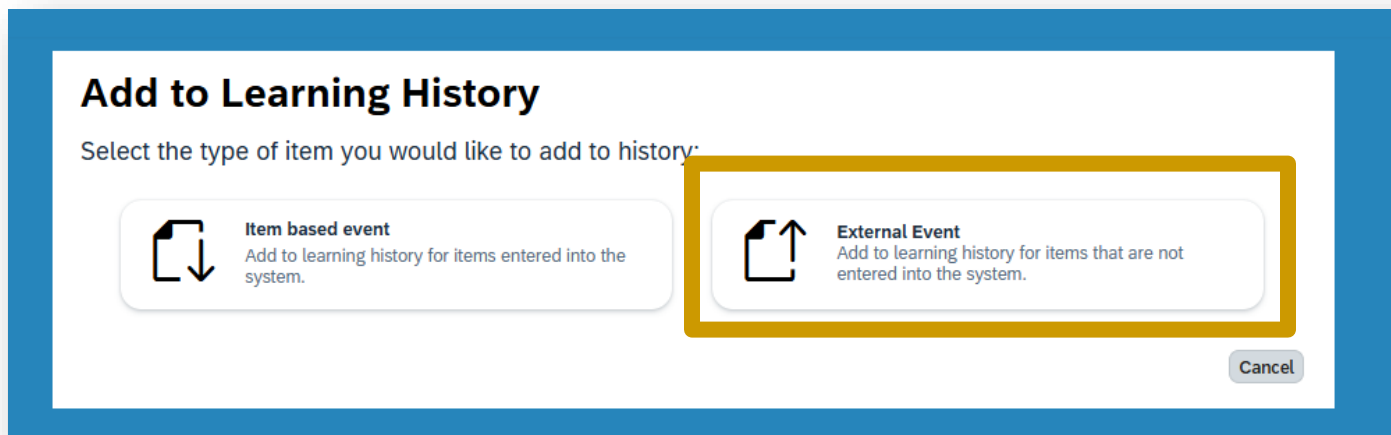 Add to Learning History
Select the type of item you would like to add to history:
Item based event
Add to learning history for items entered into the
system.
External Event
Add to learning history for items that are not
entered into the system.
Cancel